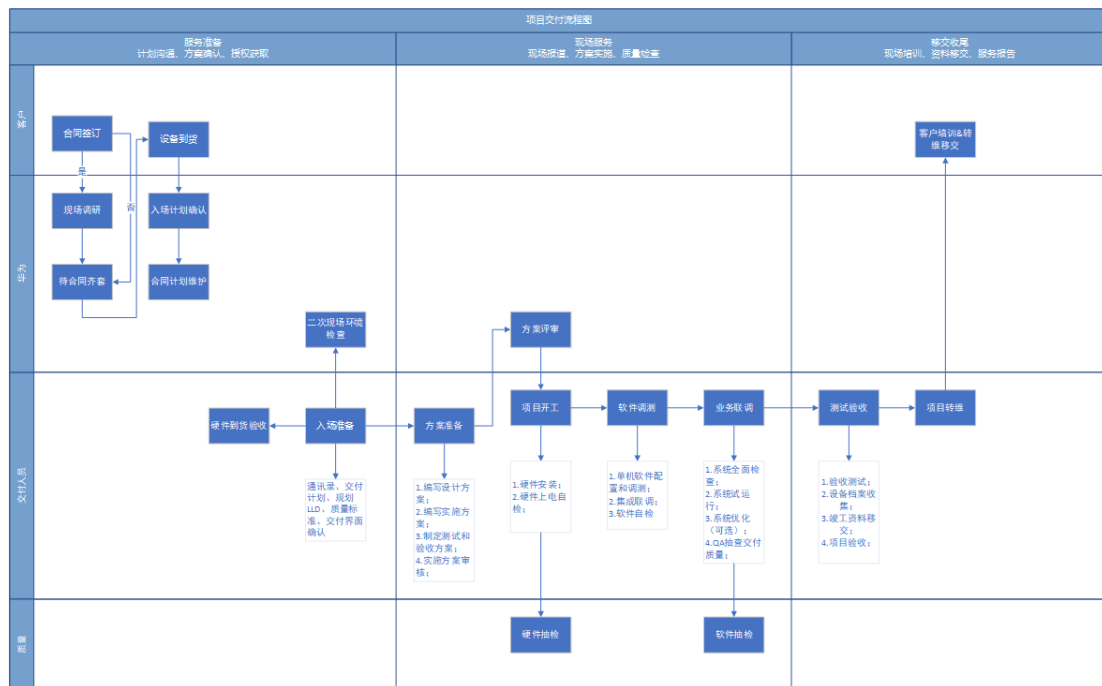 项目交付流程图
服务准备
计划沟通、方案确认、授权获取
现场服务
现场报道、方案实施、质量检查
移交收尾
现场培训、资料移交、服务报告
客户
合同签订
设备到货
客户培训&转
维移交
是
否
华为
现场调研
入场计划确认
待合同齐套
合同计划维护
二次现场环境
检查
方案评审
交付人员
硬件到货验收
入场准备
方案准备
项目开工
软件调测
业务联调
测试验收
项目转维
通讯录、交付
计划、规划
LLD、质量标
准、交付界面
确认
1.编写设计方
案；
2.编写实施方
案；
3.制定测试和
验收方案；
4.实施方案审
核；
1.硬件安装；
2.硬件上电自
检；
1.单机软件配
置和调测；
2.集成联调；
3.软件自检
1.系统全面检
查；
2.系统试运
行；
3.系统优化
（可选）；
4.QA抽查交付
质量；
1.验收测试；
2.设备档案收
集；
3.竣工资料移
交；
4.项目验收；
质量
硬件抽检
软件抽检